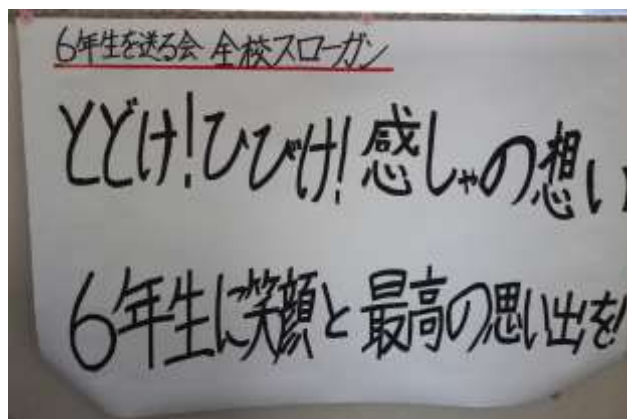 6年生を送る会 全校スローガン
とどけ!ひびけ!感しゃの想い
6年生に笑顔と最高の思い出を!